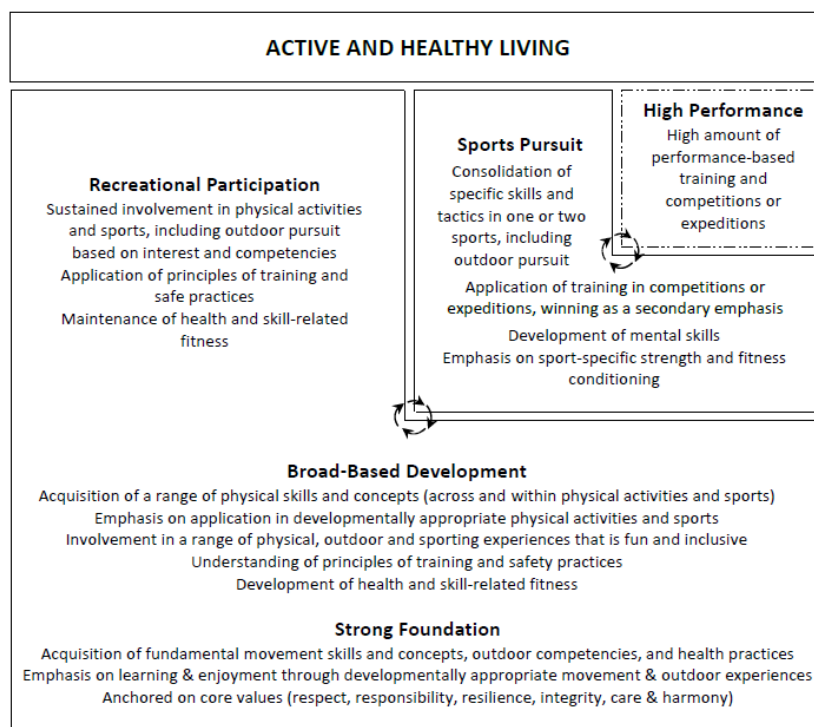 ACTIVE AND HEALTHY LIVING
Recreational Participation
Sustained involvement in physical activities
and sports, including outdoor pursuit
based on interest and competencies
Application of principles of training and
safe practices
Maintenance of health and skill-related
fitness
Sports Pursuit
Consolidation of
specific skills and
tactics in one or two
sports, including
outdoor pursuit
Application of training in competitions or
expeditions, winning as a secondary emphasis
Development of mental skills
Emphasis on sport-specific strength and fitness
conditioning
High Performance
High amount of
performance-based
training and
competitions or
expeditions
Broad-Based Development
Acquisition of a range of physical skills and concepts (across and within physical activities and sports)
Emphasis on application in developmentally appropriate physical activities and sports
Involvement in a range of physical, outdoor and sporting experiences that is fun and inclusive
Understanding of principles of training and safety practices
Development of health and skill-related fitness
Strong Foundation
Acquisition of fundamental movement skills and concepts, outdoor competencies, and health practices
Emphasis on learning & enjoyment through developmentally appropriate movement & outdoor experiences
Anchored on core values (respect, responsibility, resilience, integrity, care & harmony)